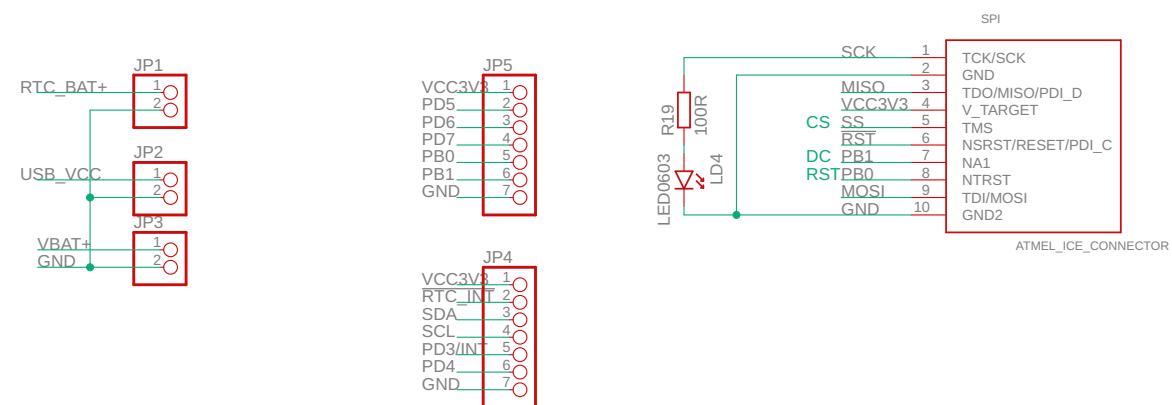 SPI
JP1
RTC_BAT+ 1
2
JP2
USB_VCC 1
2
JP3
VBAT+ 1
GND 2
JP5
VCC3V3 1
PD5 2
PD6 3
PD7 4
PB0 5
PB1 6
GND 7
JP4
VCC3V3 1
RTC_INT 2
SDA 3
SCL 4
PD3/INT 5
PD4 6
GND 7
R19
100R
LED0603
LD4
SCK 1 TCK/SCK
2 GND
MISO 3 TDO/MISO/PDI_D
VCC3V3 4 V_TARGET
CS SS 5 TMS
RST 6 NSRST/RESET/PDI_C
DC PB1 7 NA1
RST PB0 8 NTRST
MOSI 9 TDI/MOSI
GND 10 GND2
ATMEL_ICE_CONNECTOR